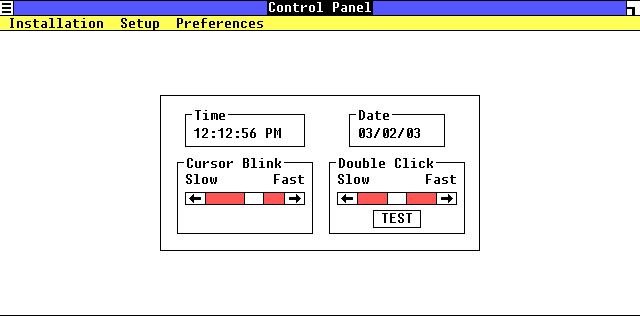 Control Panel
Installation Setup Preferences
Time Date
12:12:56 PM 03/02/03
Cursor Blink Double Click
Slow Fast Slow Fast
TEST